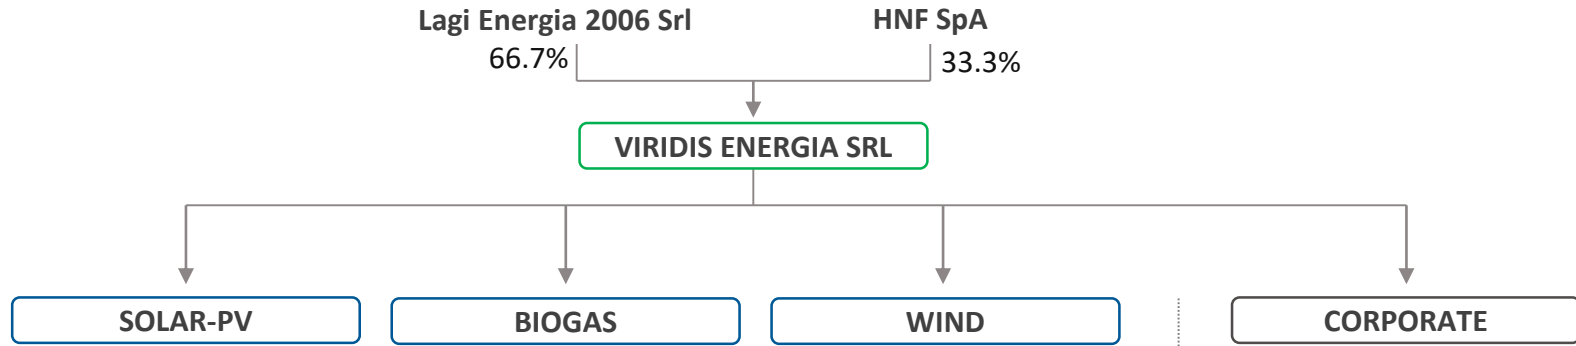 Lagi Energia 2006 Srl
HNF SpA
66.7%
33.3%
VIRIDIS ENERGIA SRL
SOLAR-PV
BIOGAS
WIND
CORPORATE